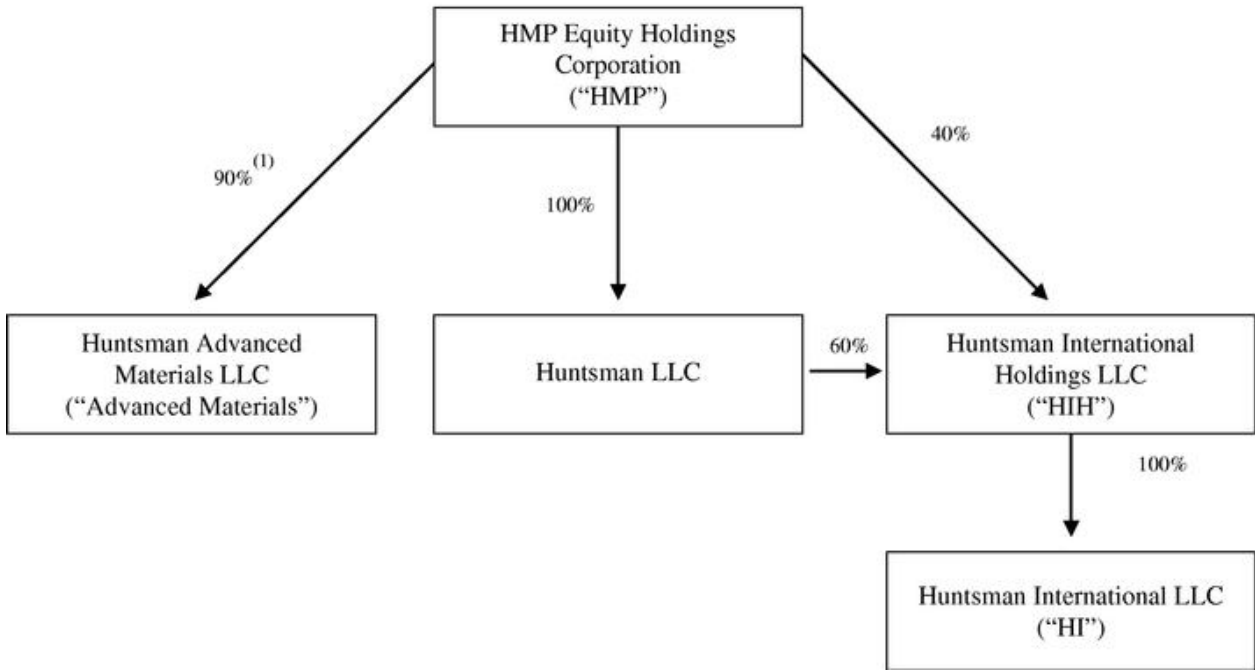 HMP Equity Holdings
Corporation
(“HMP”)
90%(1)
100%
40%
Huntsman Advanced
Materials LLC
(“Advanced Materials”)
Huntsman LLC
60%
Huntsman International
Holdings LLC
(“HIH”)
100%
Huntsman International LLC
(“HI”)